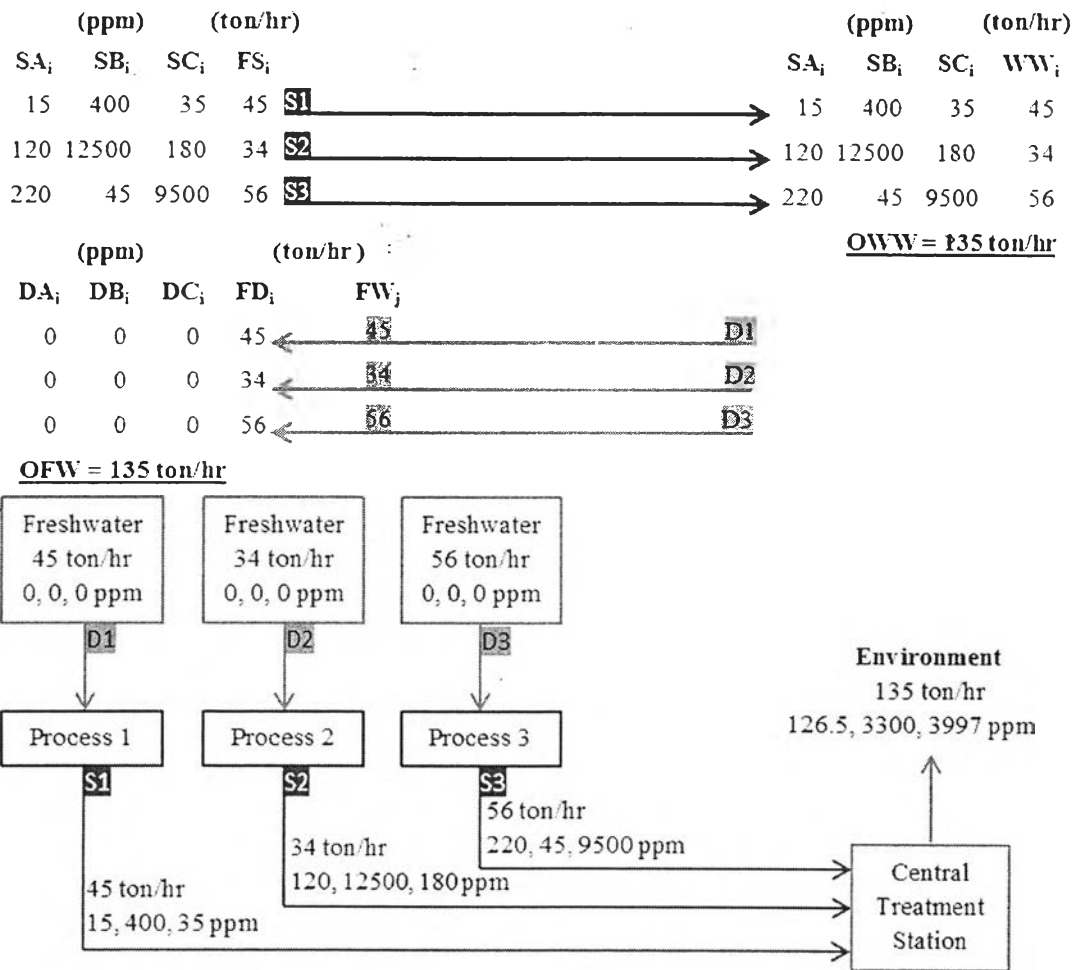 (ppm) (ton/hr) (ppm) (ton/hr)
SAi SBi SCi FSi SAi SBi SCi WWi
15 400 35 45 S1 15 400 35 45
120 12500 180 34 S2 120 12500 180 34
220 45 9500 56 S3 220 45 9500 56
OWW = 135 ton/hr
(ppm) (ton/hr)
DAi DBi DCi FDi FWj
0 0 0 45 45 D1
0 0 0 34 34 D2
0 0 0 56 56 D3
OFW = 135 ton/hr
Freshwater
45 ton/hr
0, 0, 0 ppm
Freshwater
34 ton/hr
0, 0, 0 ppm
Freshwater
56 ton/hr
0, 0, 0 ppm
D1 D2 D3
Process 1 Process 2 Process 3
S1 S2 S3
Environment
135 ton/hr
126.5, 3300, 3997 ppm
56 ton/hr
220, 45, 9500 ppm
34 ton/hr
120, 12500, 180 ppm
45 ton/hr
15, 400, 35 ppm
Central
Treatment
Station